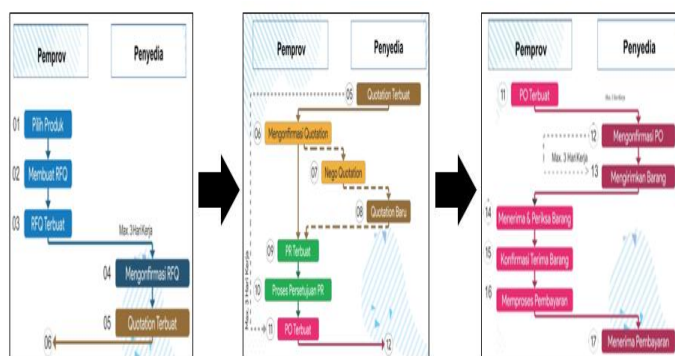 Pemprov
Penyedia
01
Pilih Produk
02
Membuat RFQ
03
RFQ Terbuat
Max. 3 Hari Kerja
04
Mengonfirmasi RFQ
05
Quotation Terbuat
06
Pemprov
Penyedia
05
Quotation Terbuat
06
Mengonfirmasi Quotation
07
Nego Quotation
08
Quotation Baru
09
PR Terbuat
10
Proses Persetujuan PR
Max. 3 Hari Kerja
11
PO Terbuat
12
Pemprov
Penyedia
11
PO Terbuat
Max. 3 Hari Kerja
12
Mengonfirmasi PO
Max. 3 Hari Kerja
13
Mengirimkan Barang
14
Menerima & Periksa Barang
15
Konfirmasi Terima Barang
16
Memproses Pembayaran
17
Menerima Pembayaran